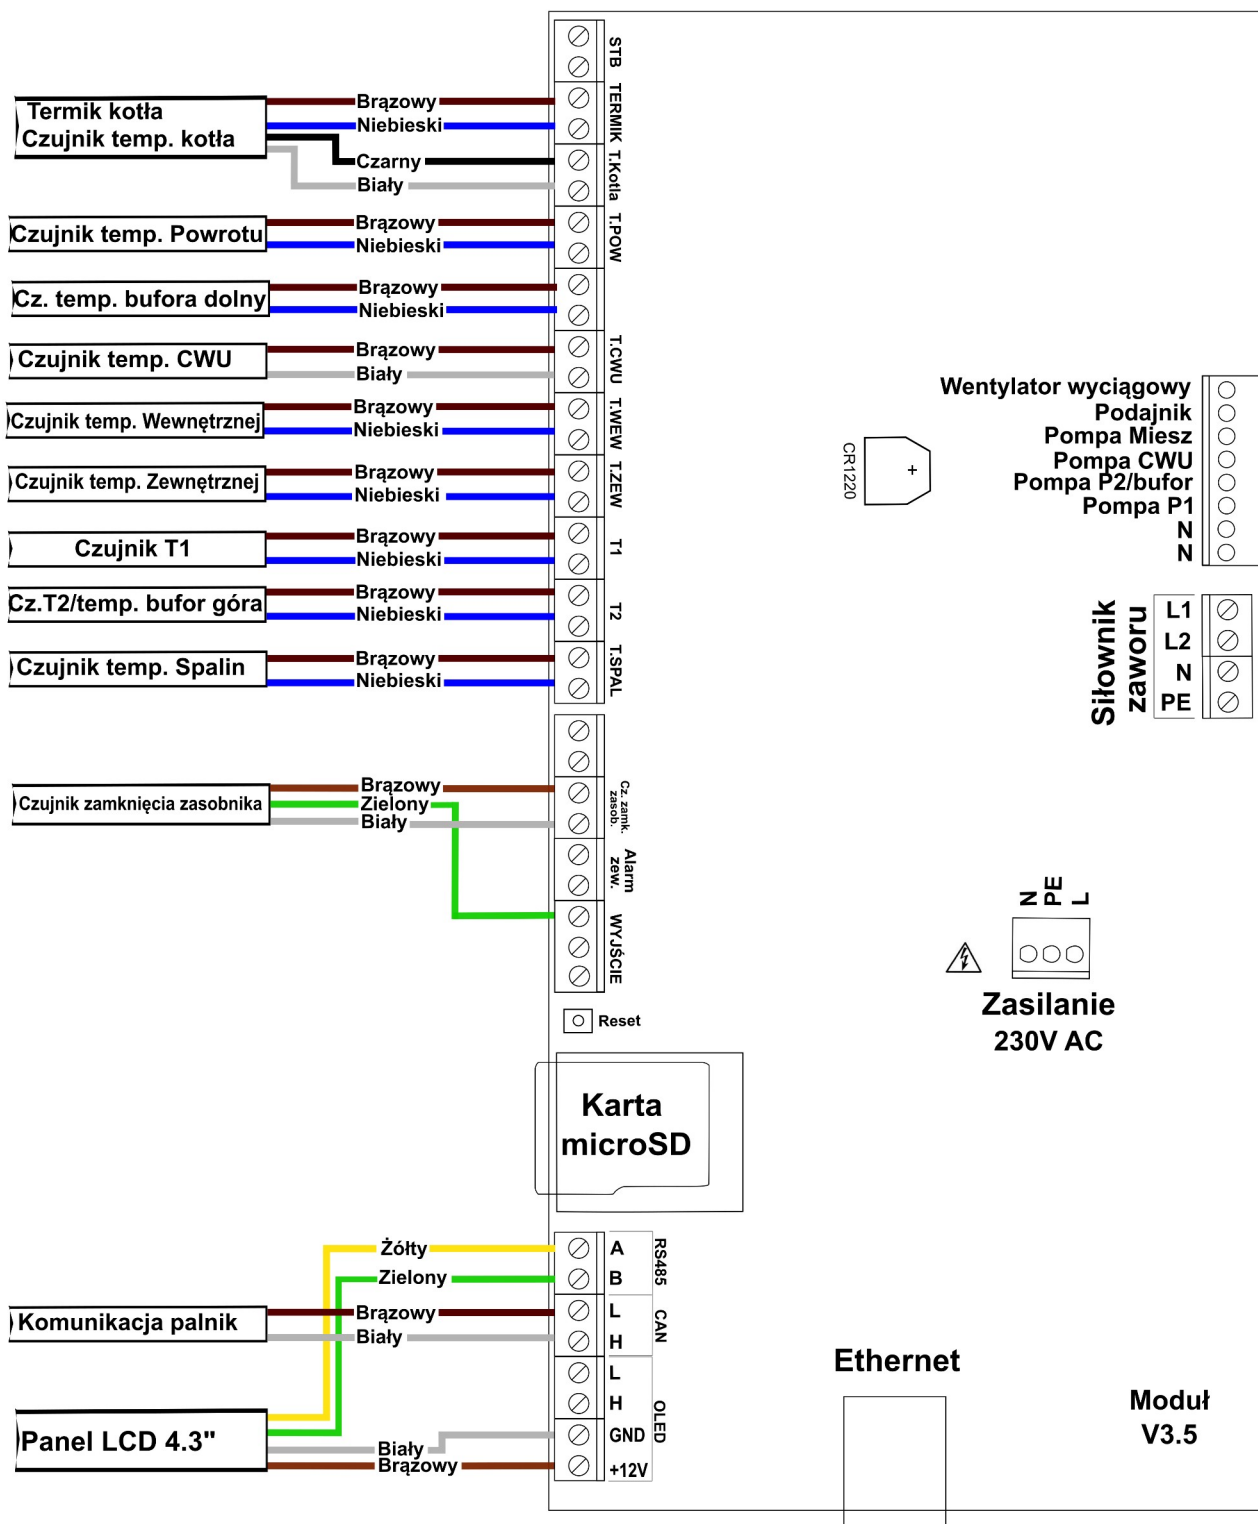 STB
Termik kotła
Czujnik temp. kotła
Brązowy
Niebieski
Czarny
Biały
TERMIK
T.Kotla
Czujnik temp. Powrotu
Brązowy
Niebieski
T.POW
Cz. temp. bufora dolny
Brązowy
Niebieski
Czujnik temp. CWU
Brązowy
Biały
T.CWU
Czujnik temp. Wewnętrznej
Brązowy
Niebieski
T.WEW
Czujnik temp. Zewnętrznej
Brązowy
Niebieski
T.ZEW
Czujnik T1
Brązowy
Niebieski
T1
Cz.T2/temp. bufor góra
Brązowy
Niebieski
T2
Czujnik temp. Spalin
Brązowy
Niebieski
T.SPAL
Czujnik zamknięcia zasobnika
Brązowy
Zielony
Biały
Cz. zamk.
zasob.
Alarm
zew.
WYJŚCIE
Reset
Karta
microSD
Żółty
Zielony
A
B
RS485
Komunikacja palnik
Brązowy
Biały
L
H
CAN
Panel LCD 4.3"
Biały
Brązowy
L
H
GND
+12V
OLED
CR1220
+
Wentylator wyciągowy
Podajnik
Pompa Miesz
Pompa CWU
Pompa P2/bufor
Pompa P1
N
N
Siłownik
zaworu
L1
L2
N
PE
N
PE
L
Zasilanie
230V AC
Ethernet
Moduł
V3.5